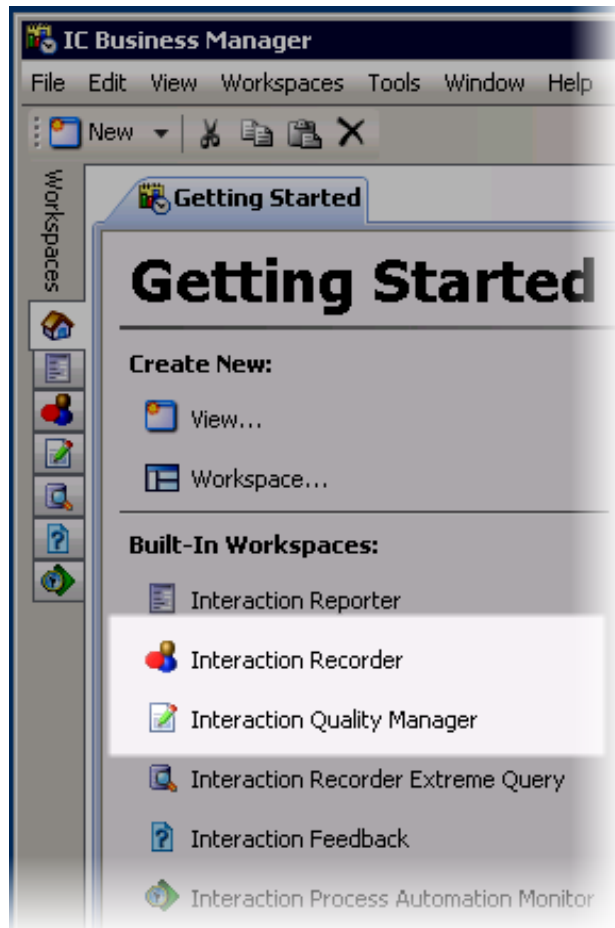 IC Business Manager
File Edit View Workspaces Tools Window Help
New
Workspaces
Getting Started
Getting Started
Create New:
View...
Workspace...
Built-In Workspaces:
Interaction Reporter
Interaction Recorder
Interaction Quality Manager
Interaction Recorder Extreme Query
Interaction Feedback
Interaction Process Automation Monitor